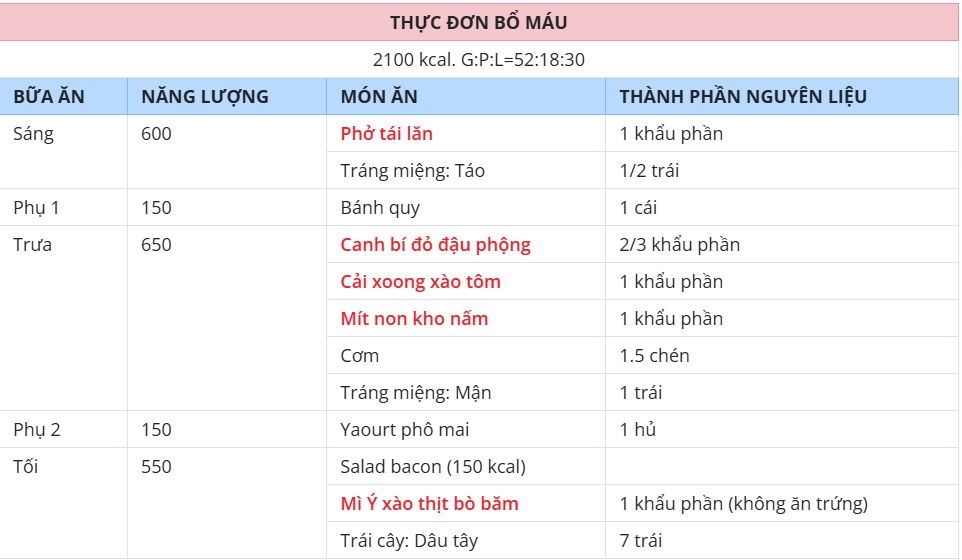 THỰC ĐƠN BỔ MÁU
2100 kcal. G:P:L=52:18:30
BỮA ĂN NĂNG LƯỢNG MÓN ĂN THÀNH PHẦN NGUYÊN LIỆU
Sáng 600 Phở tái lăn 1 khẩu phần
Tráng miệng: Táo 1/2 trái
Phụ 1 150 Bánh quy 1 cái
Trưa 650 Canh bí đỏ đậu phộng 2/3 khẩu phần
Cải xoong xào tôm 1 khẩu phần
Mít non kho nấm 1 khẩu phần
Cơm 1.5 chén
Tráng miệng: Mận 1 trái
Phụ 2 150 Yaourt phô mai 1 hủ
Tối 550 Salad bacon (150 kcal)
Mì Ý xào thịt bò băm 1 khẩu phần (không ăn trứng)
Trái cây: Dâu tây 7 trái